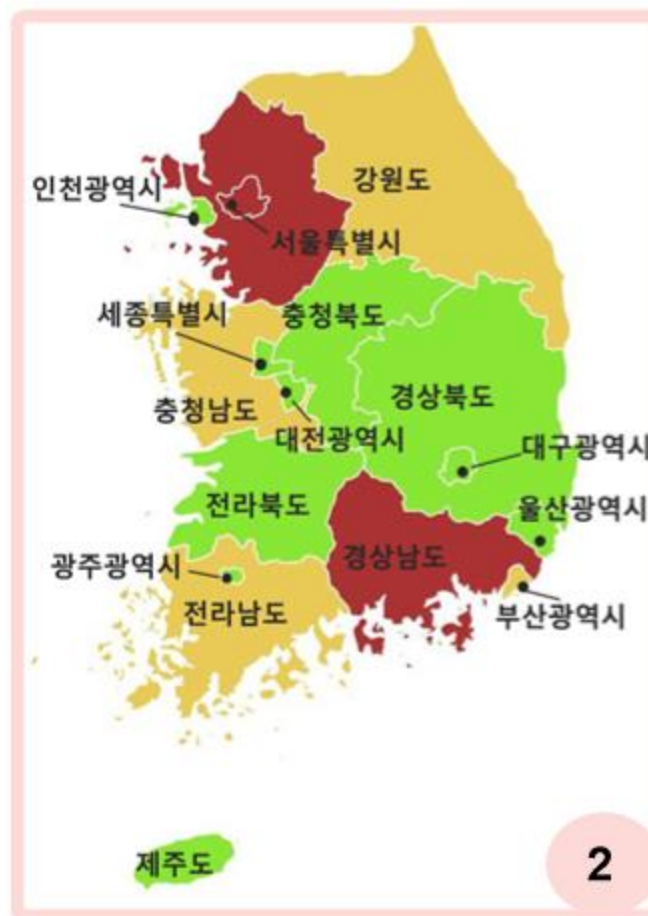 강원도
인천광역시
서울특별시
세종특별시
충청북도
충청남도
경상북도
대전광역시
대구광역시
전라북도
울산광역시
광주광역시
경상남도
전라남도
부산광역시
제주도
2